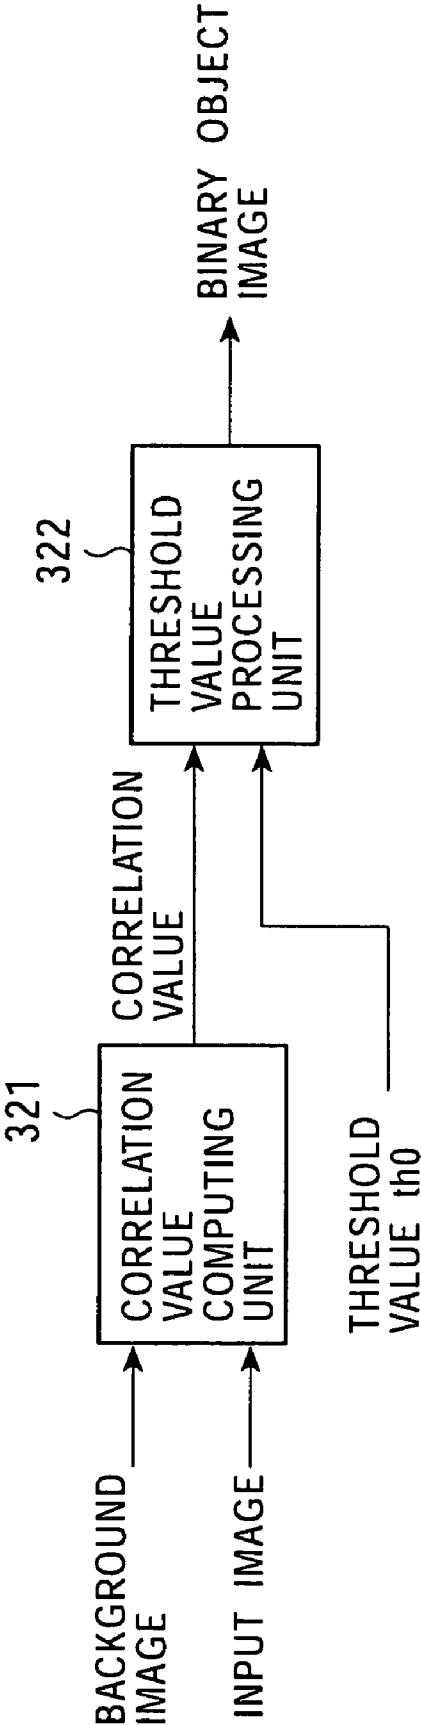 BACKGROUND
IMAGE
INPUT IMAGE
321
CORRELATION
VALUE
COMPUTING
UNIT
CORRELATION
VALUE
THRESHOLD
VALUE th0
322
THRESHOLD
VALUE
PROCESSING
UNIT
BINARY OBJECT
IMAGE